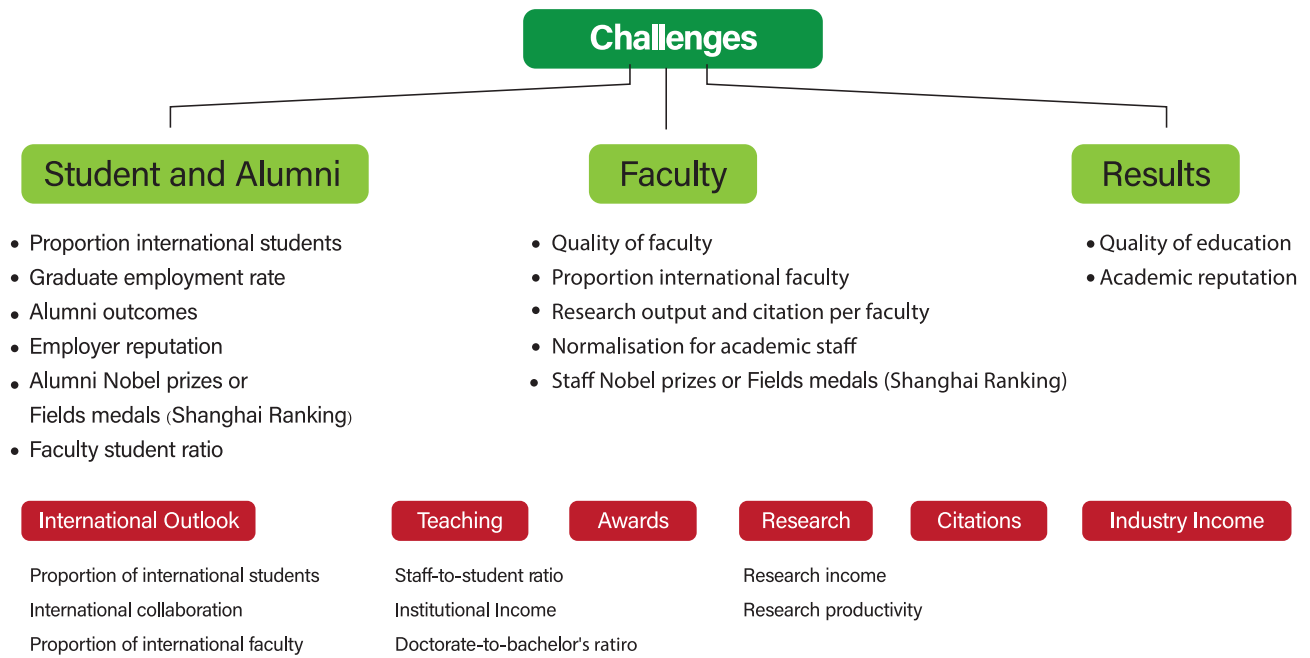 Challenges
Student and Alumni
• Proportion international students
• Graduate employment rate
• Alumni outcomes
• Employer reputation
• Alumni Nobel prizes or
Fields medals (Shanghai Ranking)
• Faculty student ratio
Faculty
• Quality of faculty
• Proportion international faculty
• Research output and citation per faculty
• Normalisation for academic staff
• Staff Nobel prizes or Fields medals (Shanghai Ranking)
Results
• Quality of education
• Academic reputation
International Outlook
Proportion of international students
International collaboration
Proportion of international faculty
Teaching
Staff-to-student ratio
Institutional Income
Doctorate-to-bachelor's ratiro
Awards
Research
Research income
Research productivity
Citations
Industry Income